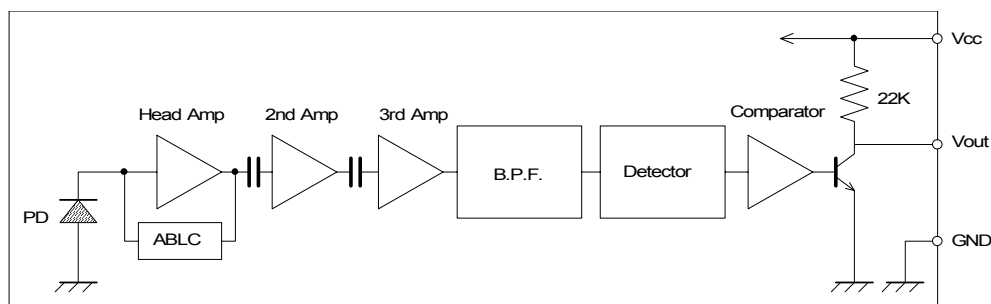 Vcc
22K
Head Amp
2nd Amp
3rd Amp
Comparator
Vout
B.P.F.
Detector
PD
ABLC
GND